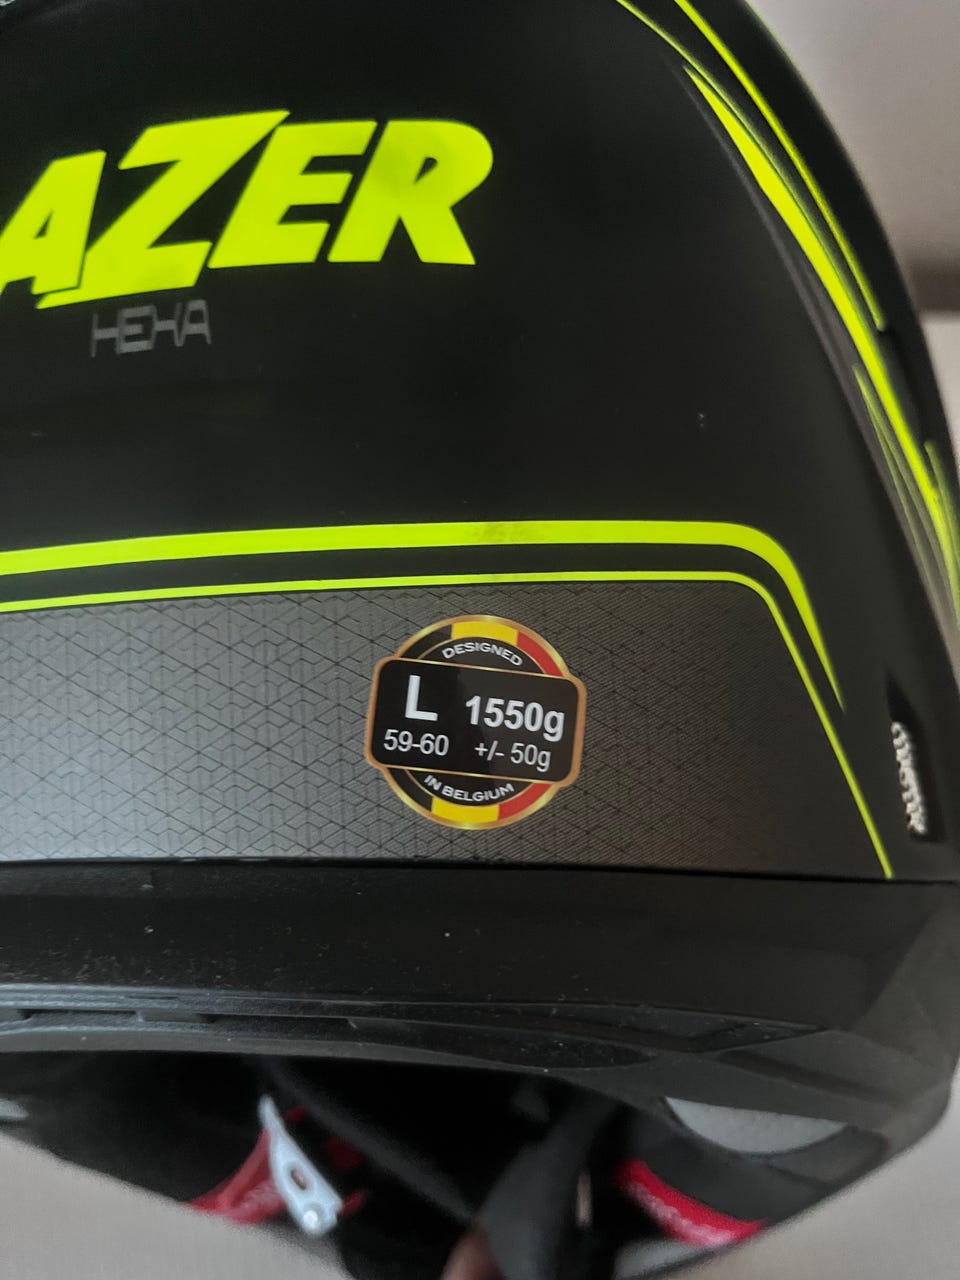 AZER
HEXA
DESIGNED
L 1550g
59-60 +/- 50g
IN BELGIUM